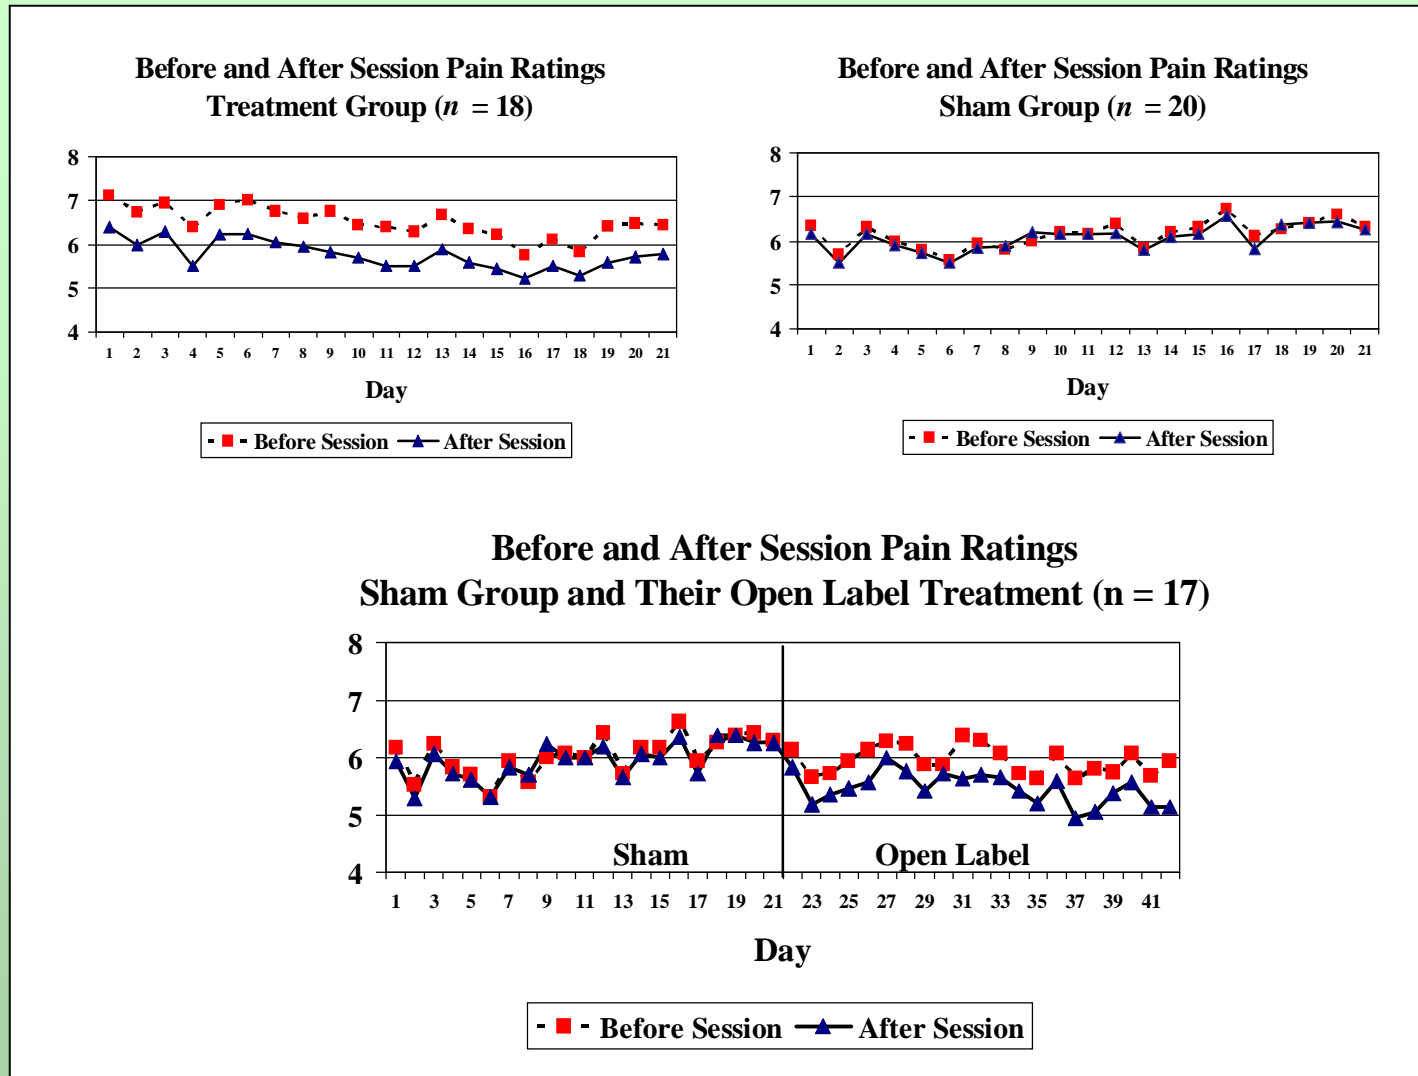 Before and After Session Pain Ratings
Treatment Group (n = 18)
8
7
6
5
4
1 2 3 4 5 6 7 8 9 10 11 12 13 14 15 16 17 18 19 20 21
Day
Before Session After Session
Before and After Session Pain Ratings
Sham Group (n = 20)
8
7
6
5
4
1 2 3 4 5 6 7 8 9 10 11 12 13 14 15 16 17 18 19 20 21
Day
Before Session After Session
Before and After Session Pain Ratings
Sham Group and Their Open Label Treatment (n = 17)
8
7
6
5
4
Sham Open Label
1 3 5 7 9 11 13 15 17 19 21 23 25 27 29 31 33 35 37 39 41
Day
Before Session After Session